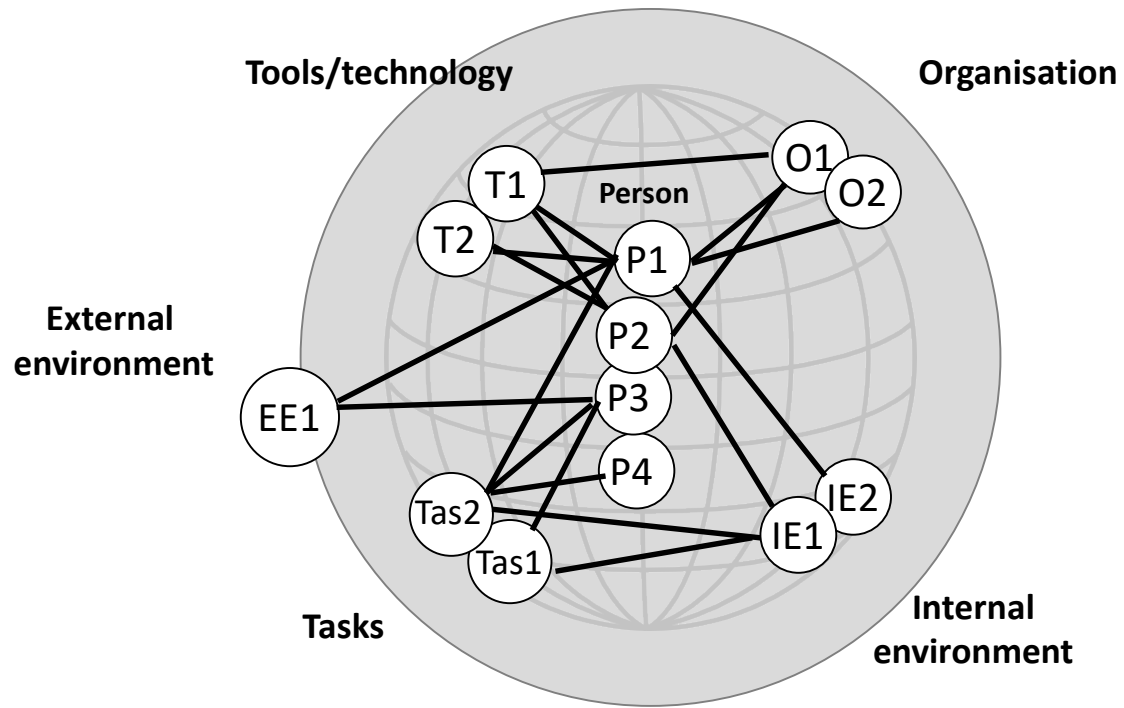 Tools/technology
Organisation
O1
T1
O2
Person
T2
P1
External
environment
P2
P3
EE1
P4
IE2
Tas2
IE1
Tas1
Internal
environment
Tasks